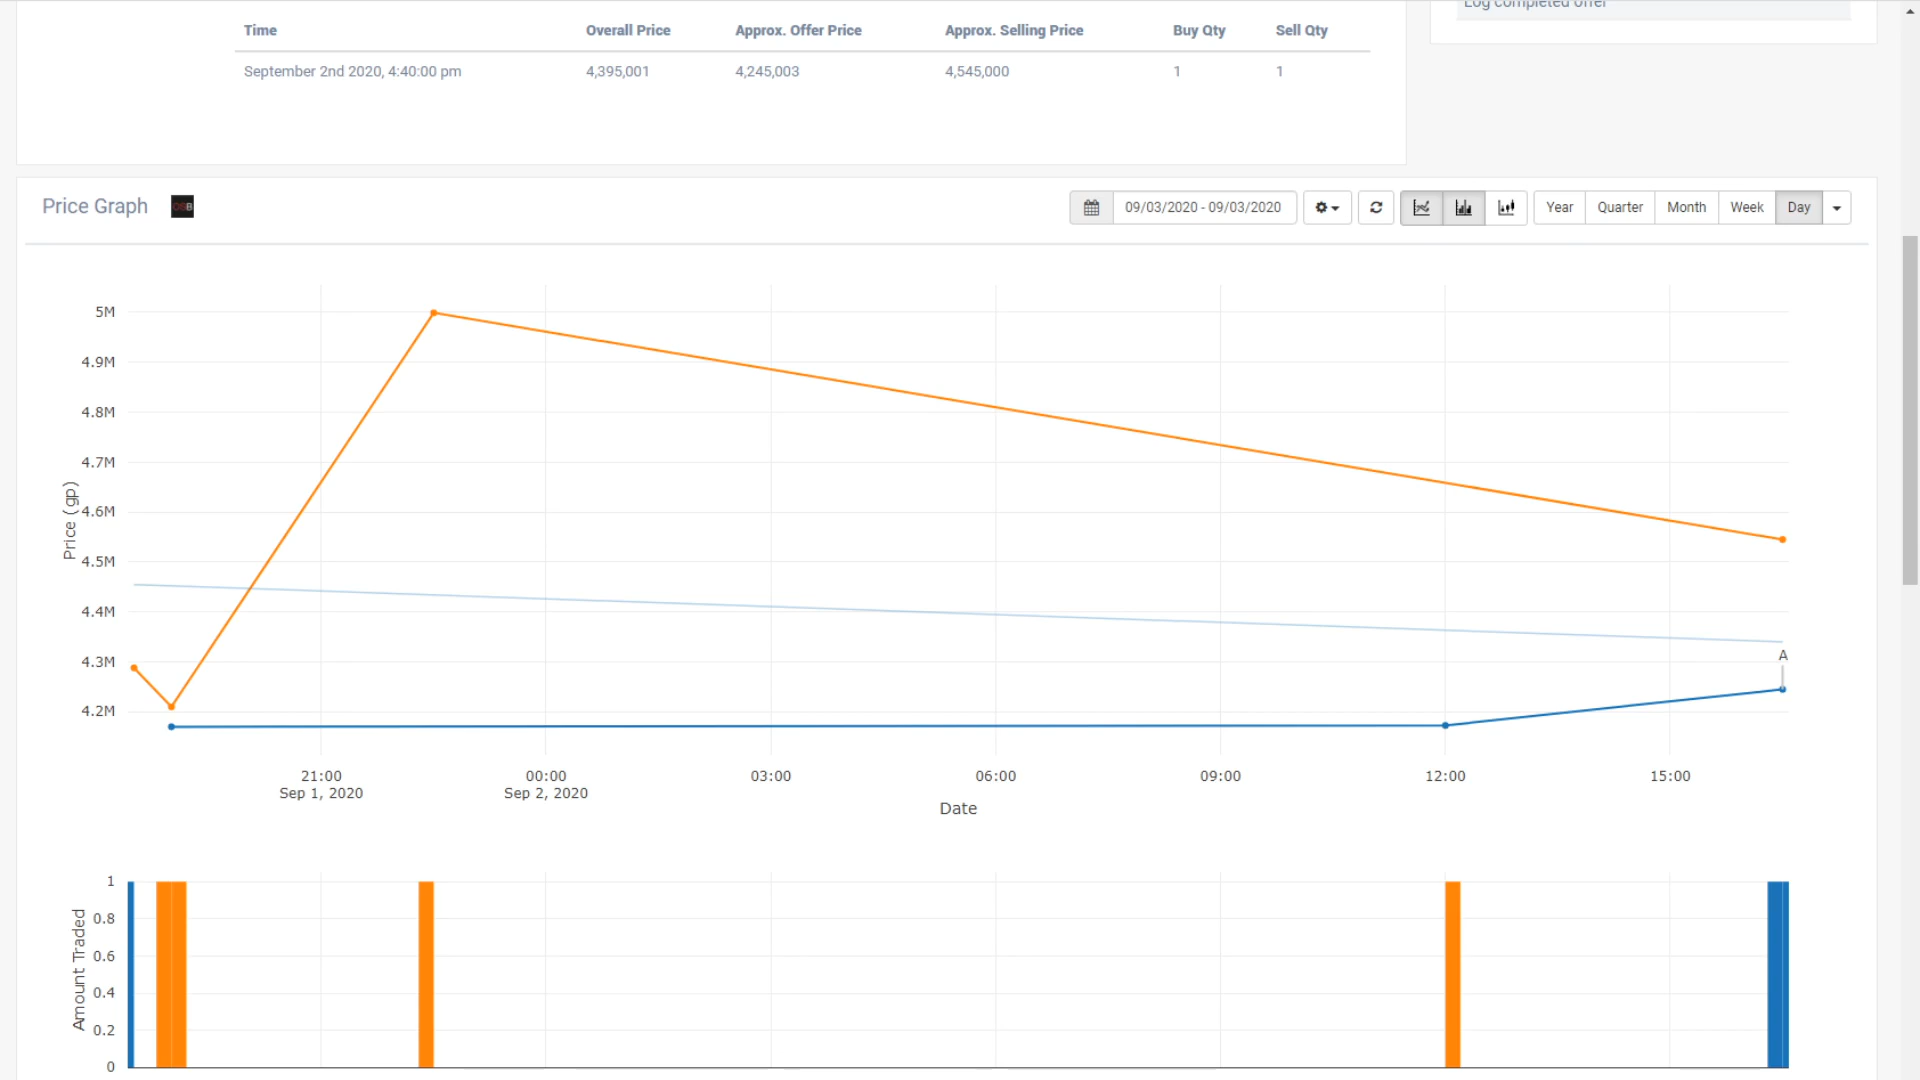 Log completed offer
Time Overall Price Approx. Offer Price Approx. Selling Price Buy Qty Sell Qty
September 2nd 2020, 4:40:00 pm 4,395,001 4,245,003 4,545,000 1 1
Price Graph OSB 09/03/2020 - 09/03/2020 Year Quarter Month Week Day
5M
4.9M
4.8M
4.7M
4.6M
4.5M
4.4M
4.3M
4.2M
Price (gp)
A
21:00 00:00 03:00 06:00 09:00 12:00 15:00
Sep 1, 2020 Sep 2, 2020
Date
1
0.8
0.6
0.4
0.2
0
Amount Traded